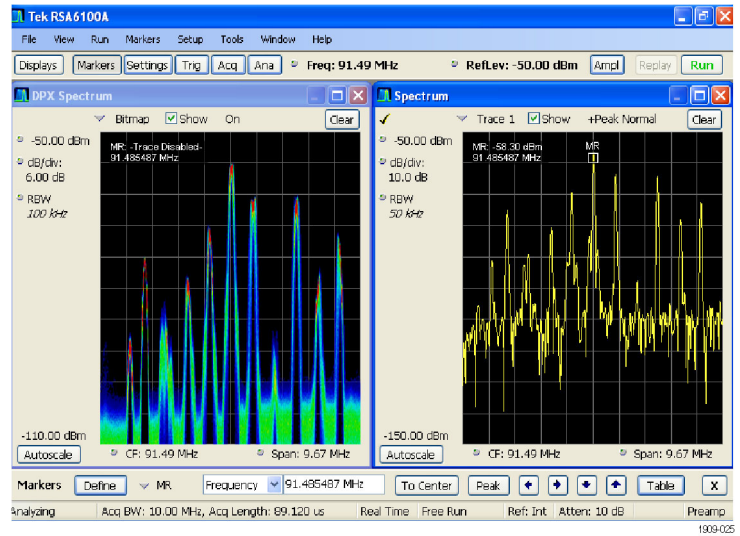 Tek RSA6100A
File View Run Markers Setup Tools Window Help
Displays Markers Settings Trig Acq Ana Freq: 91.49 MHz RefLev: -50.00 dBm Ampl Replay Run
DPX Spectrum
Bitmap Show On Clear
-50.00 dBm
dB/div:
6.00 dB
RBW
100 kHz
MR: -Trace Disabled-
91.485487 MHz
-110.00 dBm
Autoscale CF: 91.49 MHz Span: 9.67 MHz
Spectrum
Trace 1 Show +Peak Normal Clear
-50.00 dBm
dB/div:
10.0 dB
RBW
50 kHz
MR: -58.30 dBm
91.485487 MHz
MR
-150.00 dBm
Autoscale CF: 91.49 MHz Span: 9.67 MHz
Markers Define MR Frequency 91.485487 MHz To Center Peak Table X
Analyzing Acq BW: 10.00 MHz, Acq Length: 89.120 us Real Time Free Run Ref: Int Atten: 10 dB Preamp
1909-025